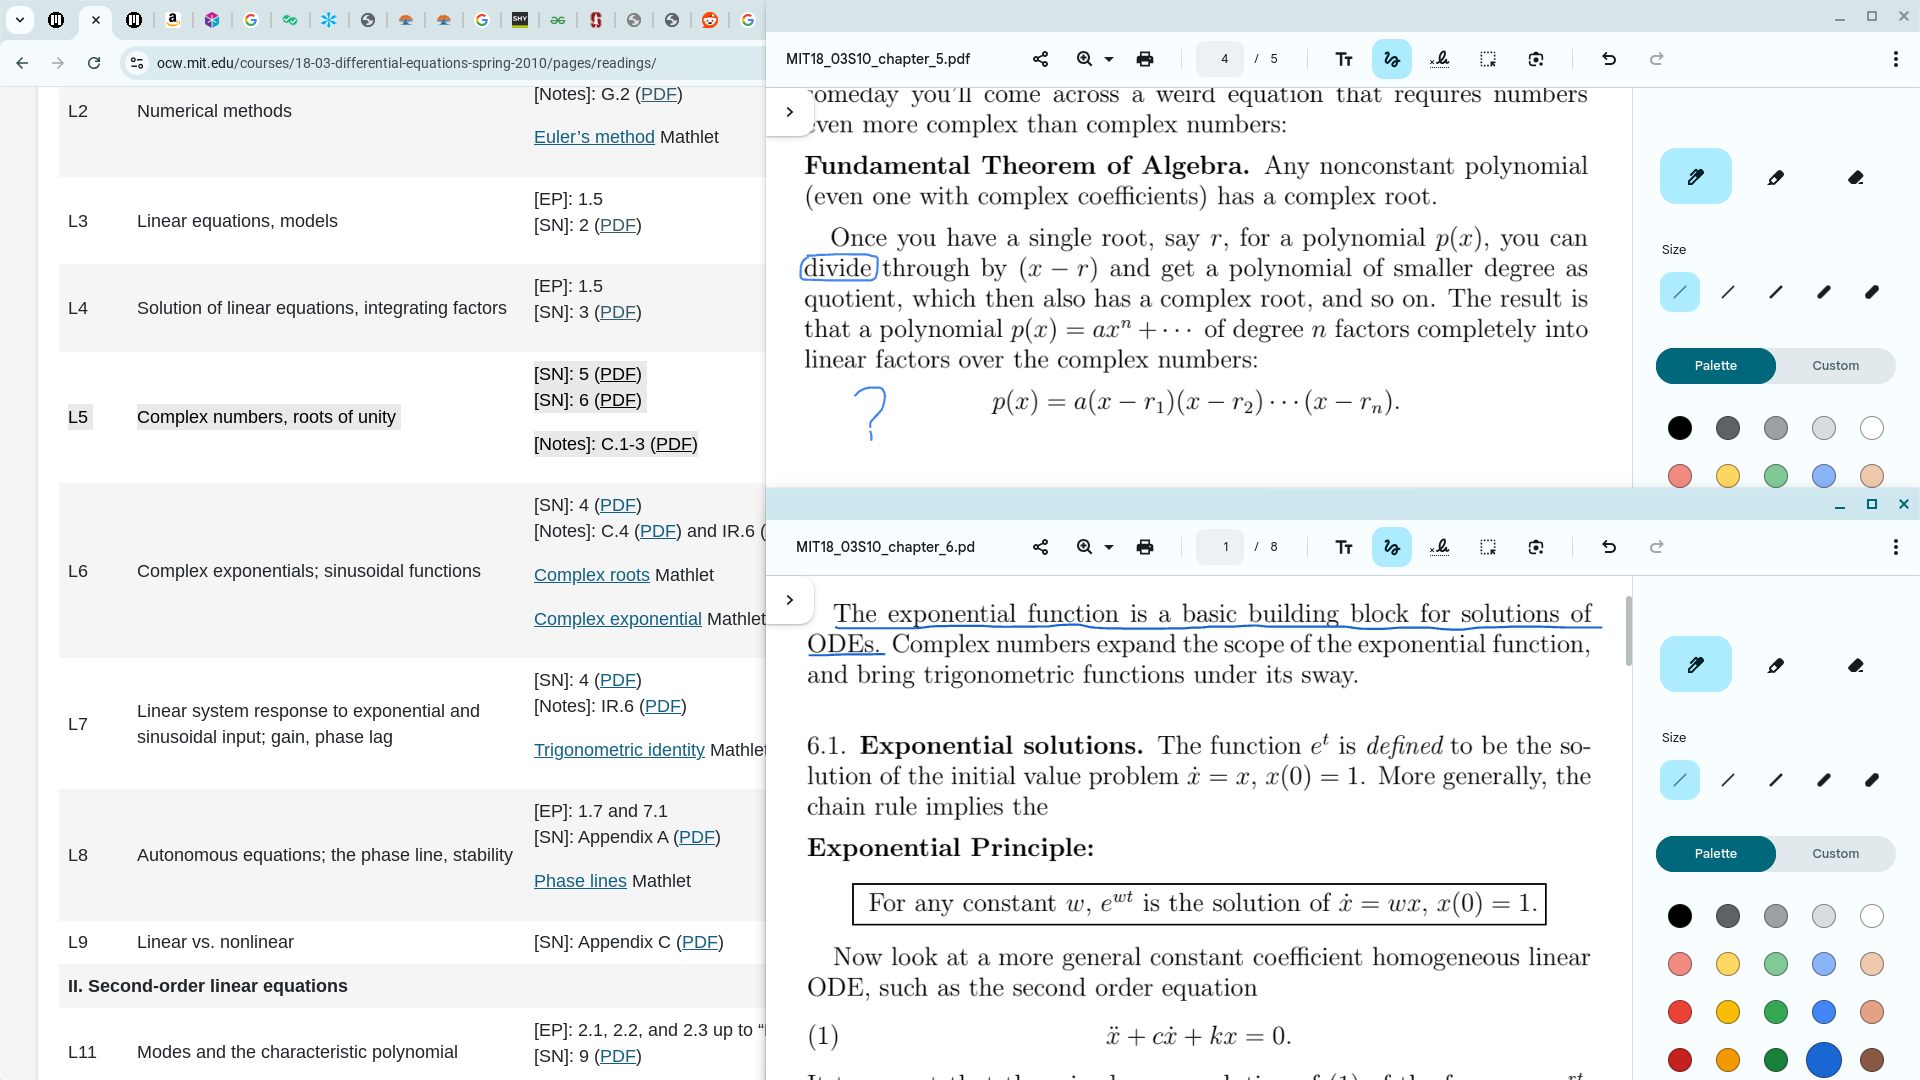 ocw.mit.edu/courses/18-03-differential-equations-spring-2010/pages/readings/
L2 Numerical methods [Notes]: G.2 (PDF)
Euler’s method Mathlet
L3 Linear equations, models [EP]: 1.5
[SN]: 2 (PDF)
L4 Solution of linear equations, integrating factors [EP]: 1.5
[SN]: 3 (PDF)
L5 Complex numbers, roots of unity [SN]: 5 (PDF)
[SN]: 6 (PDF)
[Notes]: C.1-3 (PDF)
L6 Complex exponentials; sinusoidal functions [SN]: 4 (PDF)
[Notes]: C.4 (PDF) and IR.6 (
Complex roots Mathlet
Complex exponential Mathlet
L7 Linear system response to exponential and
sinusoidal input; gain, phase lag
[SN]: 4 (PDF)
[Notes]: IR.6 (PDF)
Trigonometric identity Mathlet
L8 Autonomous equations; the phase line, stability [EP]: 1.7 and 7.1
[SN]: Appendix A (PDF)
Phase lines Mathlet
L9 Linear vs. nonlinear [SN]: Appendix C (PDF)
II. Second-order linear equations
L11 Modes and the characteristic polynomial [EP]: 2.1, 2.2, and 2.3 up to “
[SN]: 9 (PDF)
MIT18_03S10_chapter_5.pdf 4 / 5
someday you’ll come across a weird equation that requires numbers
even more complex than complex numbers:
Fundamental Theorem of Algebra. Any nonconstant polynomial
(even one with complex coefficients) has a complex root.
Once you have a single root, say r, for a polynomial p(x), you can
divide through by (x − r) and get a polynomial of smaller degree as
quotient, which then also has a complex root, and so on. The result is
that a polynomial p(x) = axⁿ + ··· of degree n factors completely into
linear factors over the complex numbers:
? p(x) = a(x − r₁)(x − r₂) ··· (x − rₙ).
Size
Palette Custom
MIT18_03S10_chapter_6.pd 1 / 8
The exponential function is a basic building block for solutions of
ODEs. Complex numbers expand the scope of the exponential function,
and bring trigonometric functions under its sway.
6.1. Exponential solutions. The function eᵗ is defined to be the so-
lution of the initial value problem ẋ = x, x(0) = 1. More generally, the
chain rule implies the
Exponential Principle:
For any constant w, eʷᵗ is the solution of ẋ = wx, x(0) = 1.
Now look at a more general constant coefficient homogeneous linear
ODE, such as the second order equation
(1) ẍ + cẋ + kx = 0.
Size
Palette Custom